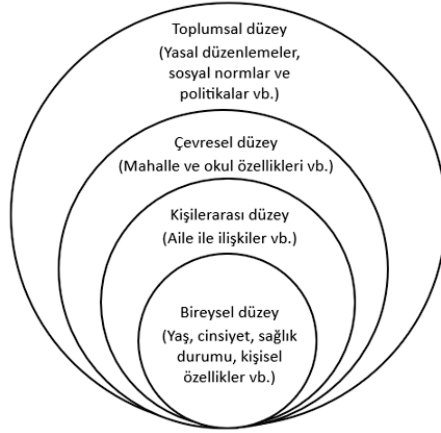 Toplumsal düzey
(Yasal düzenlemeler,
sosyal normlar ve
politikalar vb.)
Çevresel düzey
(Mahalle ve okul özellikleri vb.)
Kişilerarası düzey
(Aile ile ilişkiler vb.)
Bireysel düzey
(Yaş, cinsiyet, sağlık
durumu, kişisel
özellikler vb.)